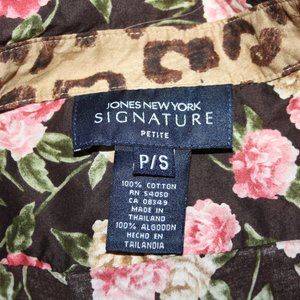 JONES NEW YORK
SIGNATURE
PETITE
P/S
100% COTTON
RN 54050
CA 08349
MADE IN
THAILAND
100% ALGODON
HECHO EN
TAILANDIA